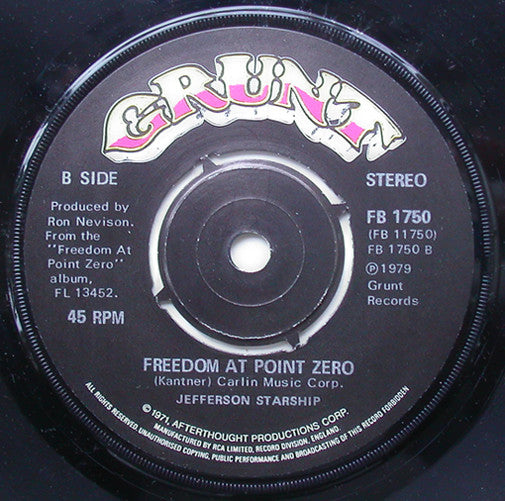 GRUNT
B SIDE
STEREO
Produced by
Ron Nevison.
From the
"Freedom At
Point Zero"
album,
FL 13452.
45 RPM
FB 1750
(FB 11750)
FB 1750 B
Ⓟ 1979
Grunt
Records
FREEDOM AT POINT ZERO
(Kantner) Carlin Music Corp.
JEFFERSON STARSHIP
© 1971, AFTERTHOUGHT PRODUCTIONS CORP.
MANUFACTURED BY RCA LIMITED, RECORD DIVISION, ENGLAND.
ALL RIGHTS RESERVED. UNAUTHORISED COPYING, PUBLIC PERFORMANCE AND BROADCASTING OF THIS RECORD FORBIDDEN